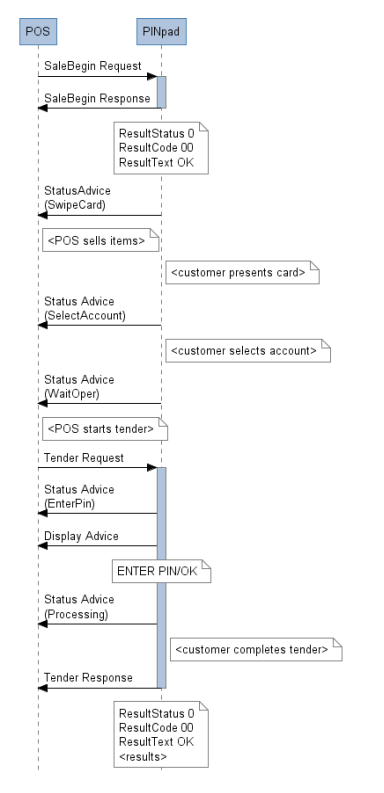 POS
PINpad
SaleBegin Request
SaleBegin Response
ResultStatus 0
ResultCode 00
ResultText OK
StatusAdvice
(SwipeCard)
<POS sells items>
<customer presents card>
Status Advice
(SelectAccount)
<customer selects account>
Status Advice
(WaitOper)
<POS starts tender>
Tender Request
Status Advice
(EnterPin)
Display Advice
ENTER PIN/OK
Status Advice
(Processing)
<customer completes tender>
Tender Response
ResultStatus 0
ResultCode 00
ResultText OK
<results>